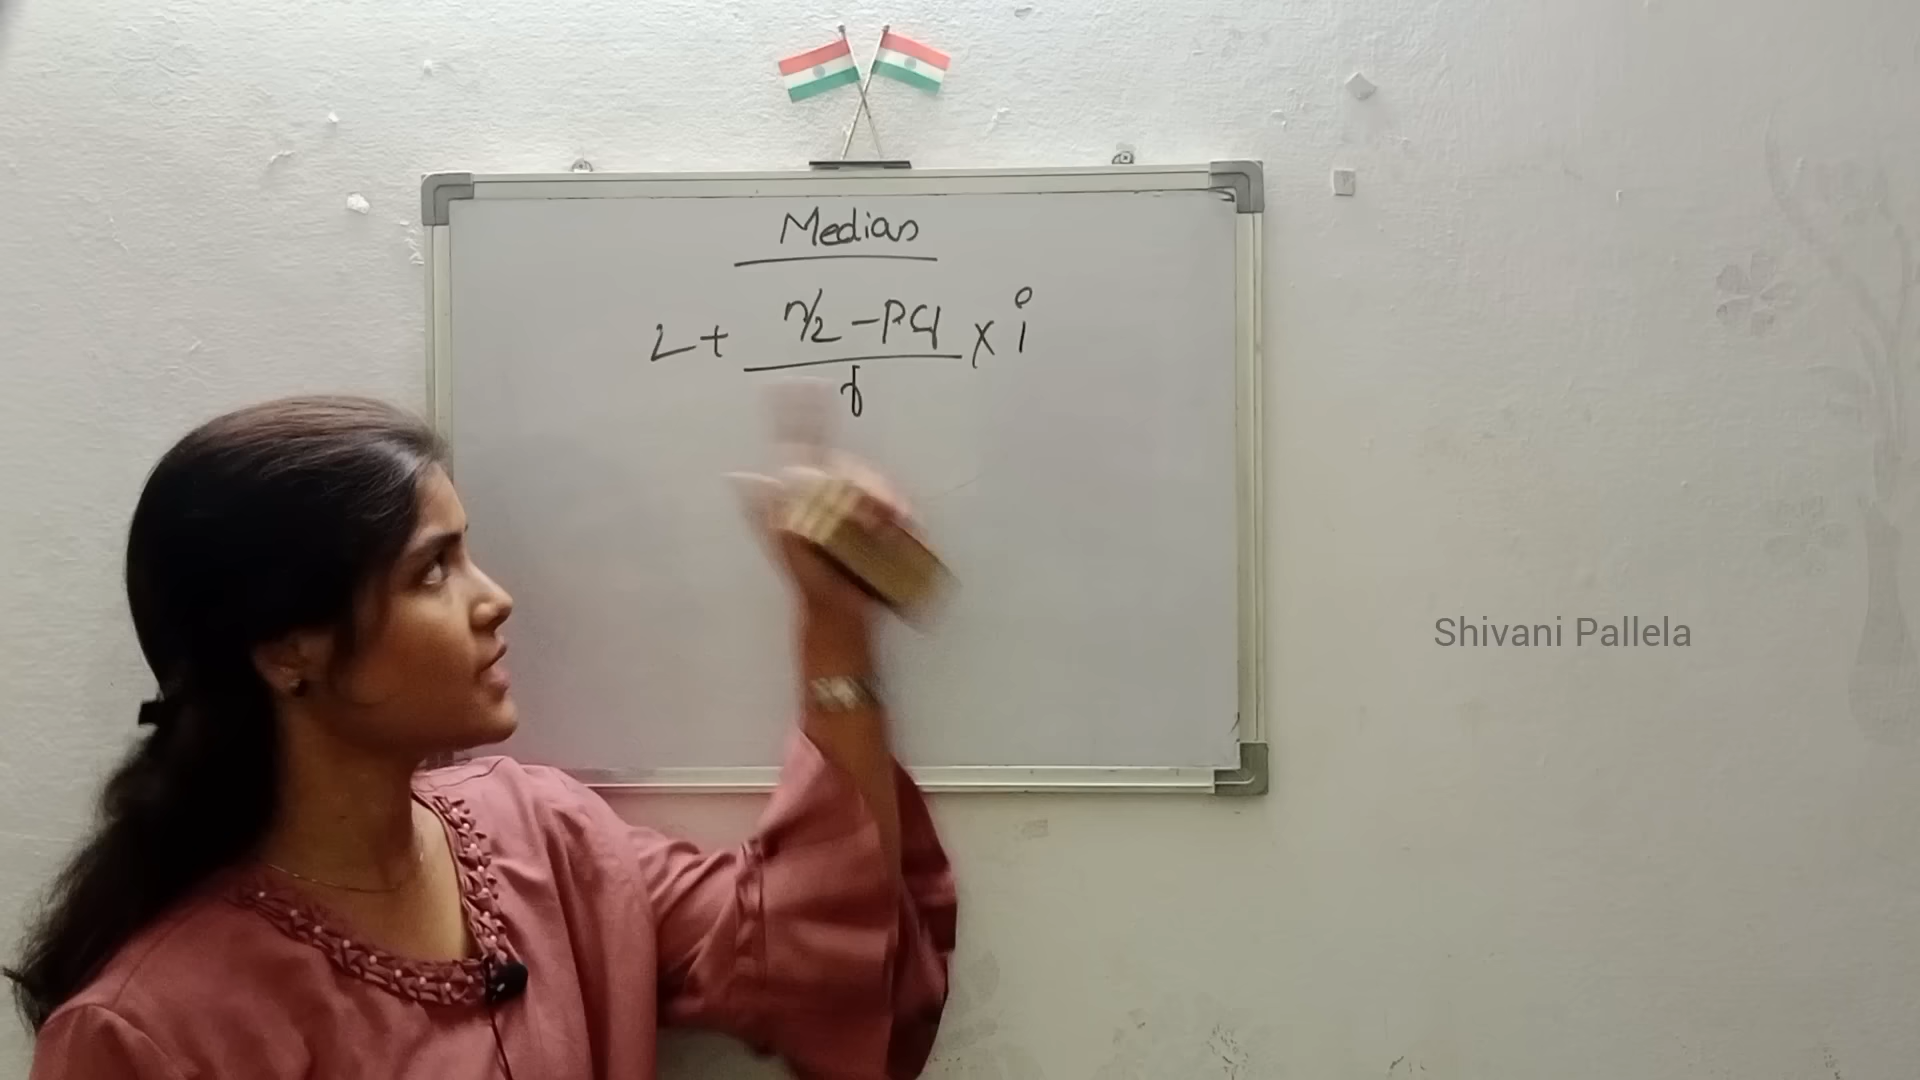 Median
L + n/2 - PCf x i
f
Shivani Pallela